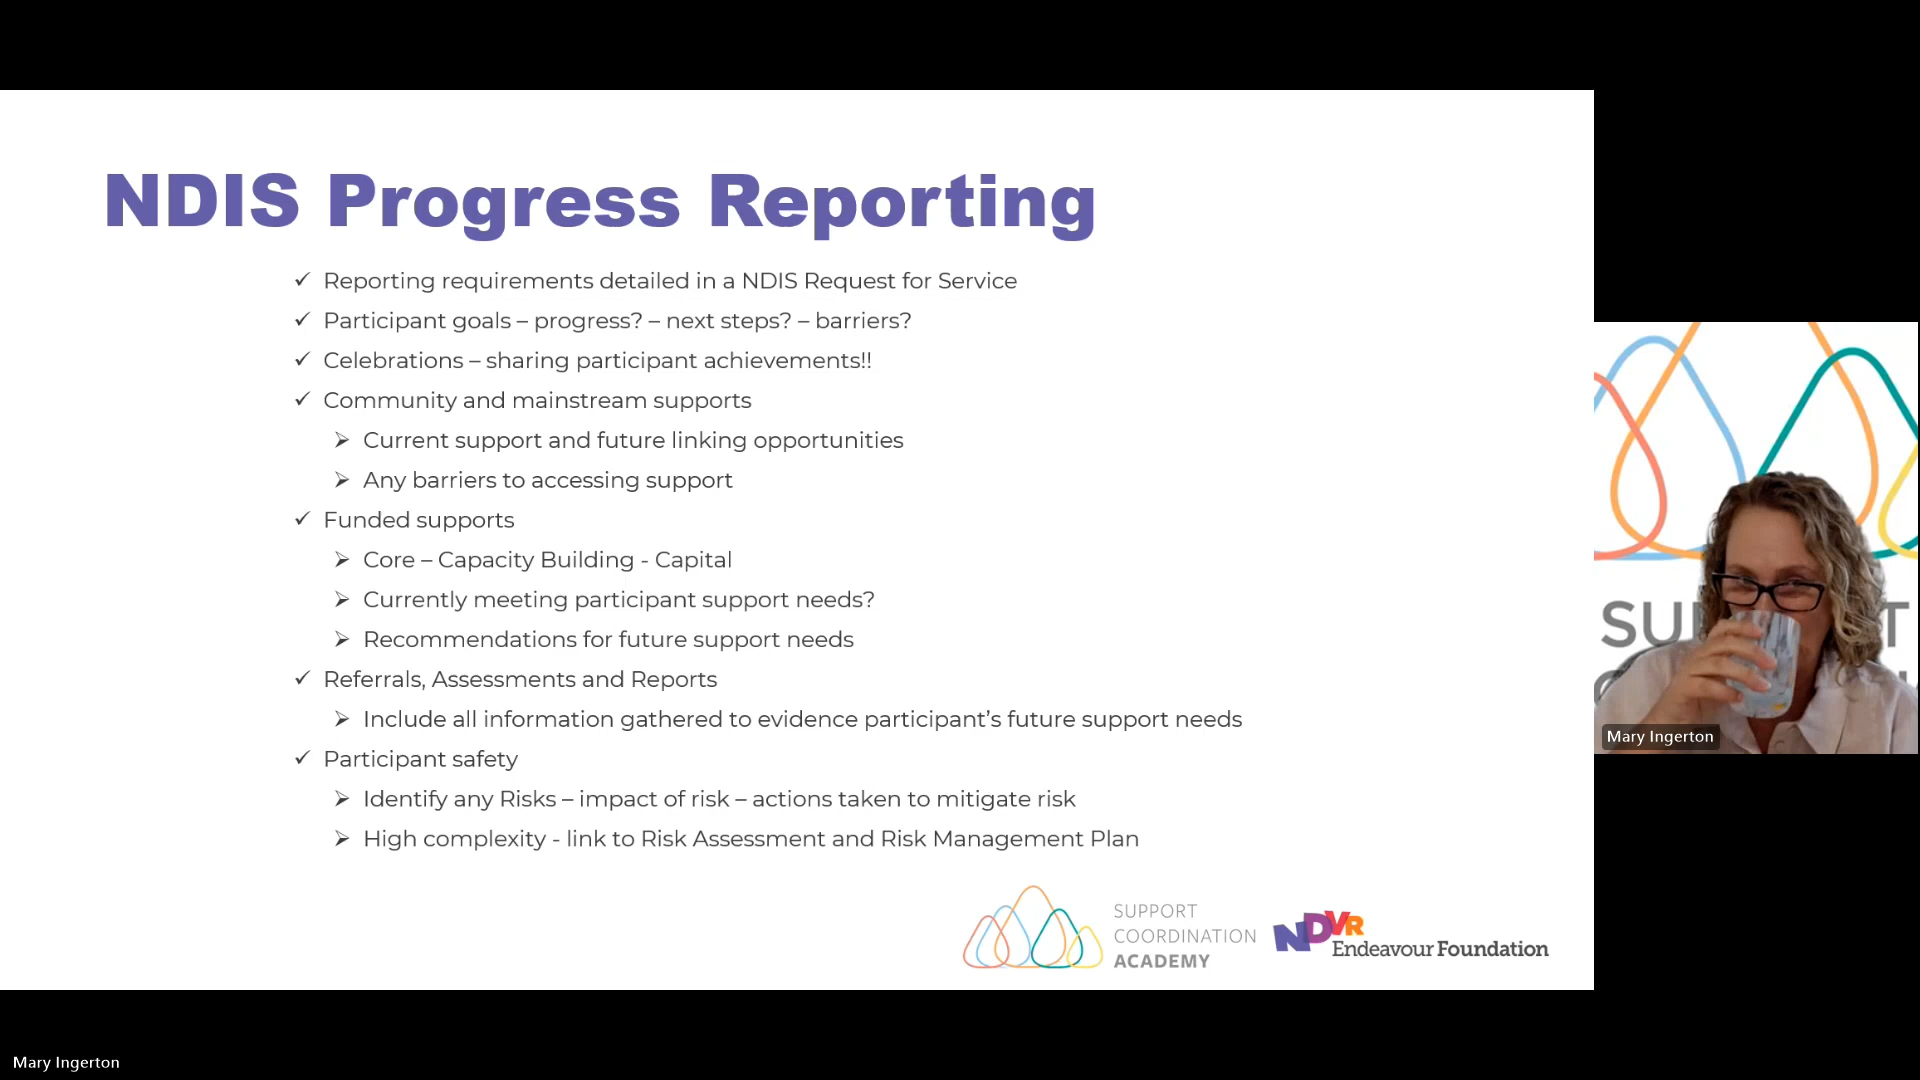 NDIS Progress Reporting
✓ Reporting requirements detailed in a NDIS Request for Service
✓ Participant goals – progress? – next steps? – barriers?
✓ Celebrations – sharing participant achievements!!
✓ Community and mainstream supports
➢ Current support and future linking opportunities
➢ Any barriers to accessing support
✓ Funded supports
➢ Core – Capacity Building - Capital
➢ Currently meeting participant support needs?
➢ Recommendations for future support needs
✓ Referrals, Assessments and Reports
➢ Include all information gathered to evidence participant’s future support needs
✓ Participant safety
➢ Identify any Risks – impact of risk – actions taken to mitigate risk
➢ High complexity - link to Risk Assessment and Risk Management Plan
SUPPORT
COORDINATION
ACADEMY
NDVR
Endeavour Foundation
Mary Ingerton
Mary Ingerton